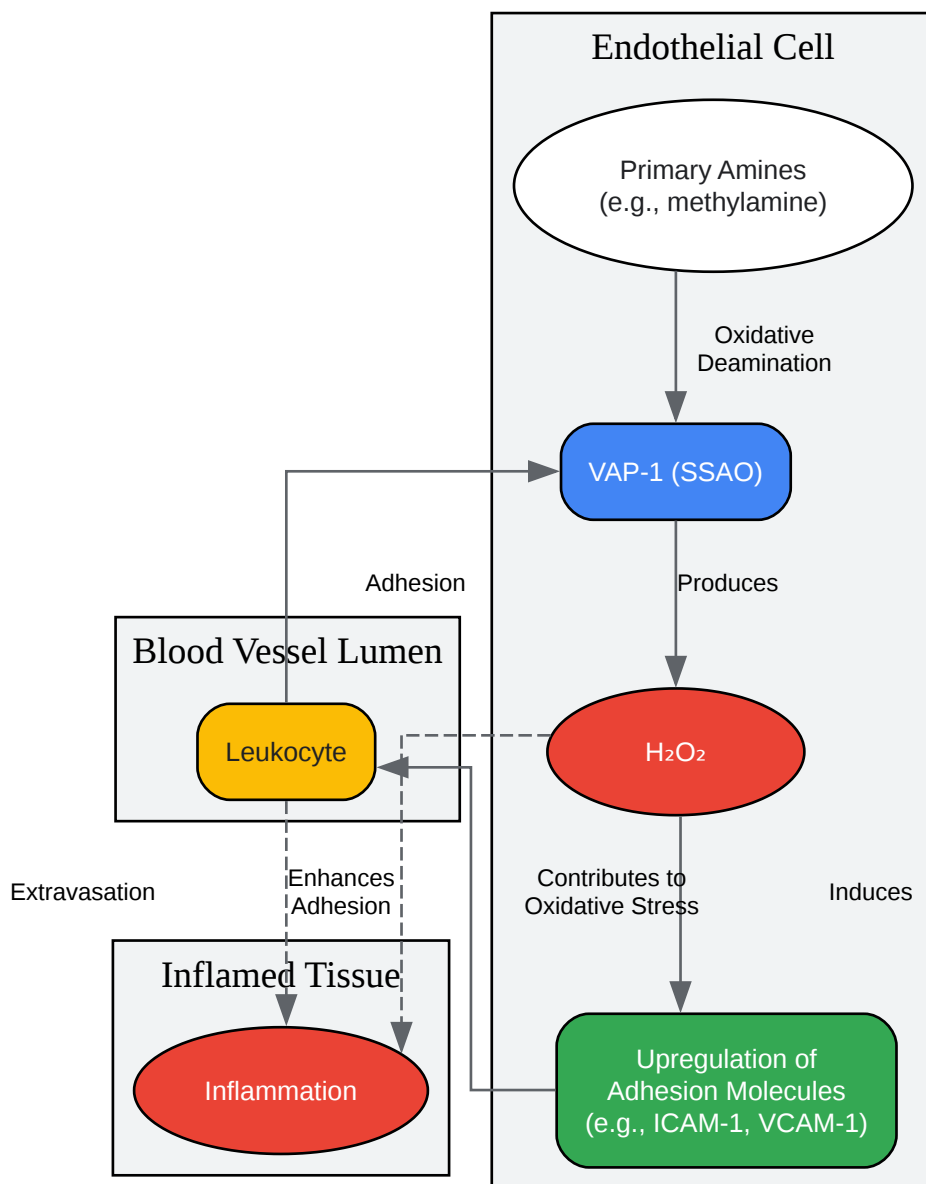 Endothelial Cell
Primary Amines
(e.g., methylamine)
Oxidative
Deamination
VAP-1 (SSAO)
Adhesion
Produces
Blood Vessel Lumen
Leukocyte
H₂O₂
Extravasation
Enhances
Adhesion
Contributes to
Oxidative Stress
Induces
Inflamed Tissue
Inflammation
Upregulation of
Adhesion Molecules
(e.g., ICAM-1, VCAM-1)